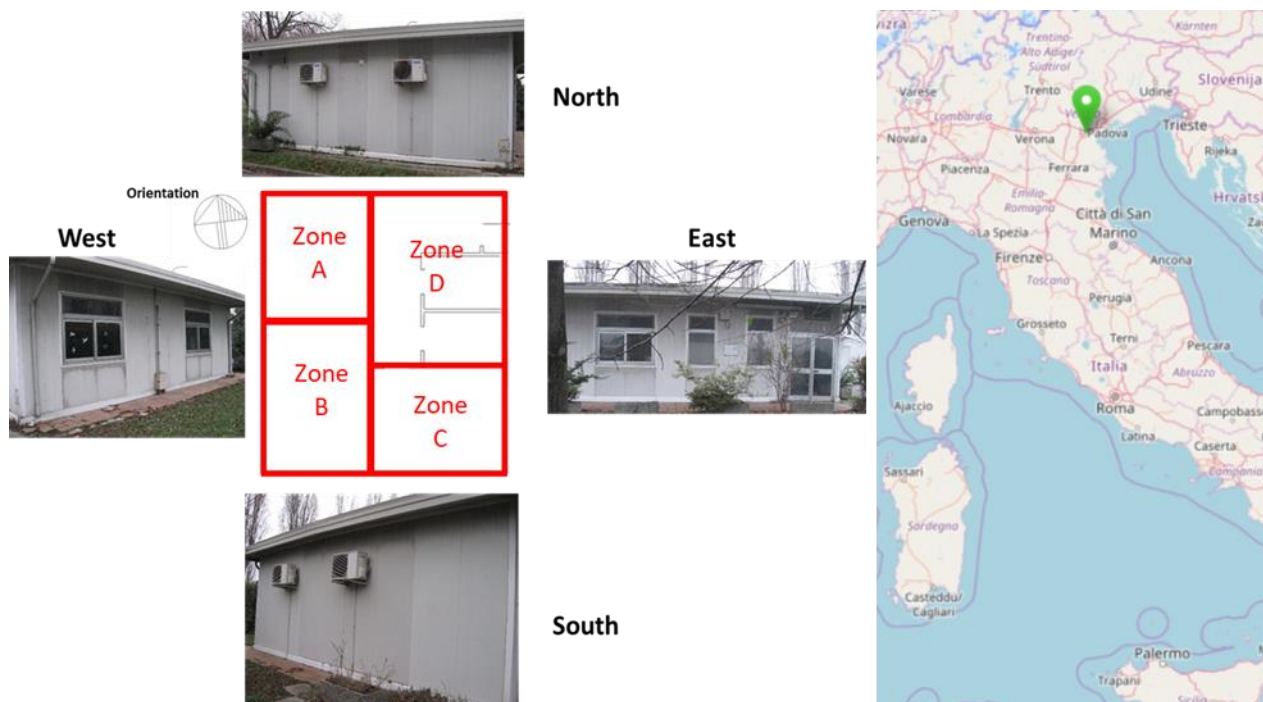 North
Orientation
West
Zone
A
Zone
D
East
Zone
B
Zone
C
South
Kärnten
Trentino-
Alto Adige/
Südtirol
Slovenija
Varese
Trento
Udine
Lombardia
Trieste
Novara
Verona
Padova
Rijeka
Piacenza
Ferrara
Emilia-
Romagna
Genova
Città di San
Marino
La Spezia
Firenze
Ancona
Toscana
Perugia
Grosseto
Terni
Pescara
Italia
Abruzzo
Ajaccio
Roma
Campobasso
Latina
Caserta
Campania
Sassari
Sardegna
Casteddu/
Cagliari
Palermo
Trapani